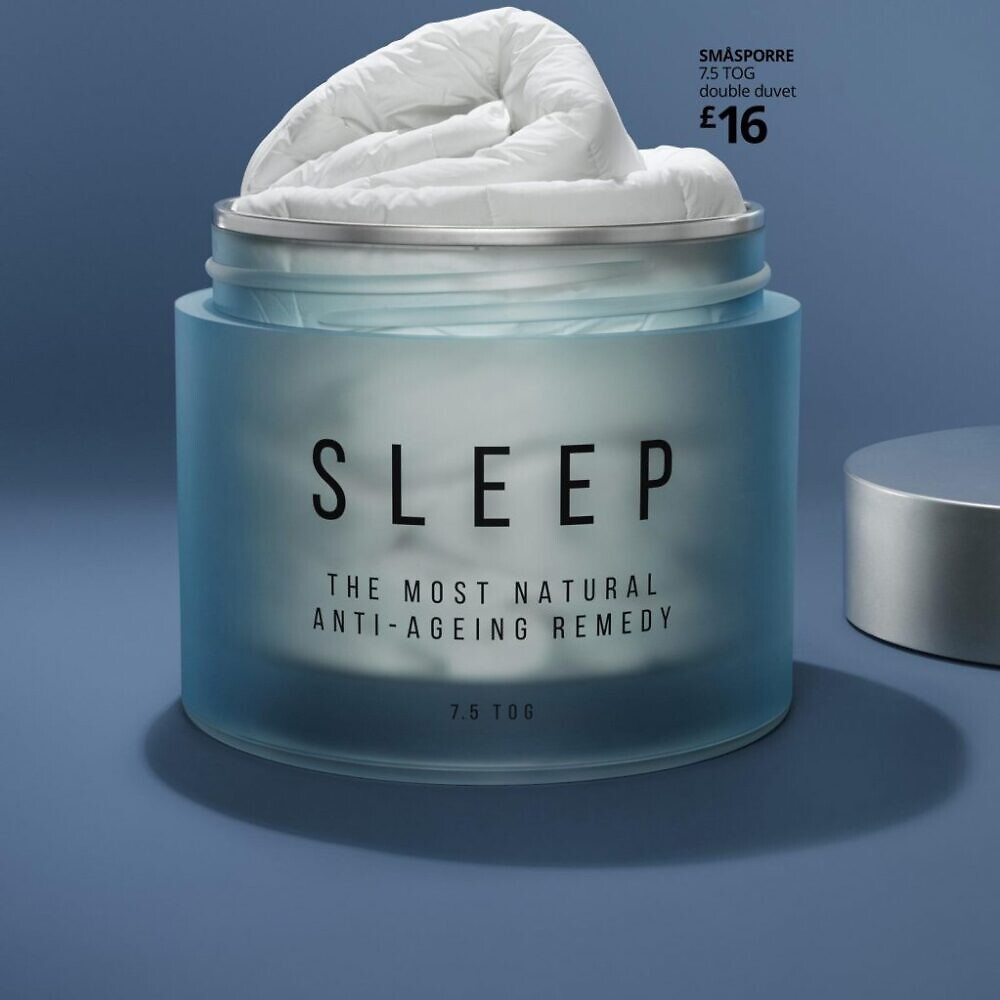 SMÅSPORRE
7.5 TOG
double duvet
£16
SLEEP
THE MOST NATURAL
ANTI-AGEING REMEDY
7.5 TOG